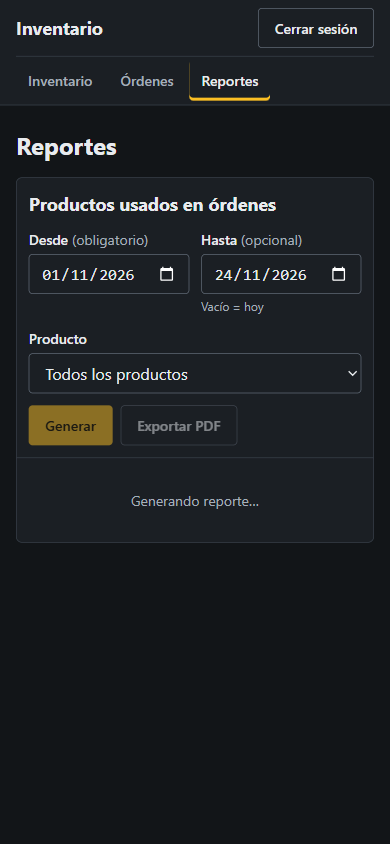 Inventario
Cerrar sesión
Inventario Órdenes Reportes
Reportes
Productos usados en órdenes
Desde (obligatorio) Hasta (opcional)
01/11/2026 24/11/2026
Vacío = hoy
Producto
Todos los productos
Generar Exportar PDF
Generando reporte...